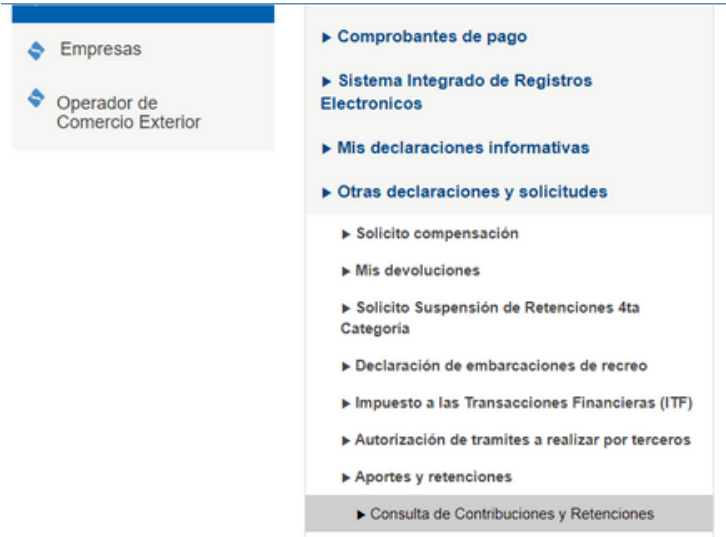 Empresas
Operador de
Comercio Exterior
Comprobantes de pago
Sistema Integrado de Registros
Electronicos
Mis declaraciones informativas
Otras declaraciones y solicitudes
Solicito compensación
Mis devoluciones
Solicito Suspensión de Retenciones 4ta
Categoría
Declaración de embarcaciones de recreo
Impuesto a las Transacciones Financieras (ITF)
Autorización de tramites a realizar por terceros
Aportes y retenciones
Consulta de Contribuciones y Retenciones